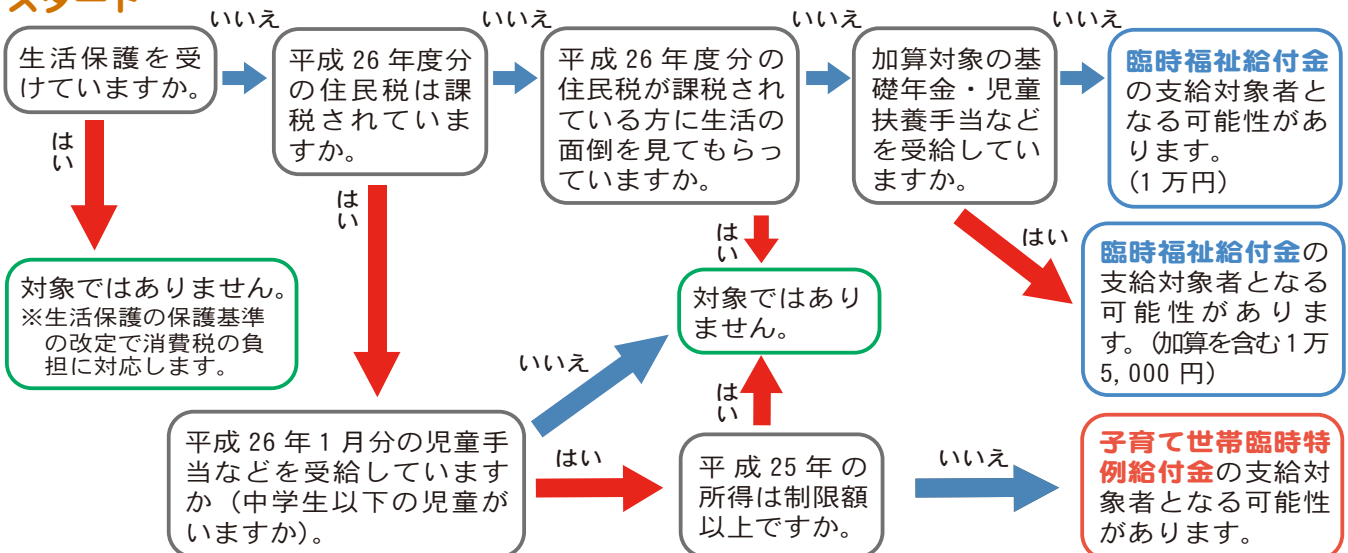 スタート
いいえ
いいえ
いいえ
いいえ
生活保護を受
けていますか。
平成 26 年度分
の住民税は課
税されていま
すか。
平成 26 年度分の
住民税が課税され
ている方に生活の
面倒を見てもらっ
ていますか。
加算対象の基
礎年金・児童
扶養手当など
を受給してい
ますか。
臨時福祉給付金
の支給対象者と
なる可能性があ
ります。
(1 万円)
はい
はい
はい
はい
対象ではありません。
※生活保護の保護基準
の改定で消費税の負
担に対応します。
対象ではあり
ません。
臨時福祉給付金の
支給対象者となる
可能性がありま
す。(加算を含む1万
5,000 円)
いいえ
はい
平成 26 年 1 月分の児童手
当などを受給しています
か（中学生以下の児童が
いますか）。
はい
平成 25 年の
所得は制限額
以上ですか。
いいえ
子育て世帯臨時特
例給付金の支給対
象者となる可能性
があります。